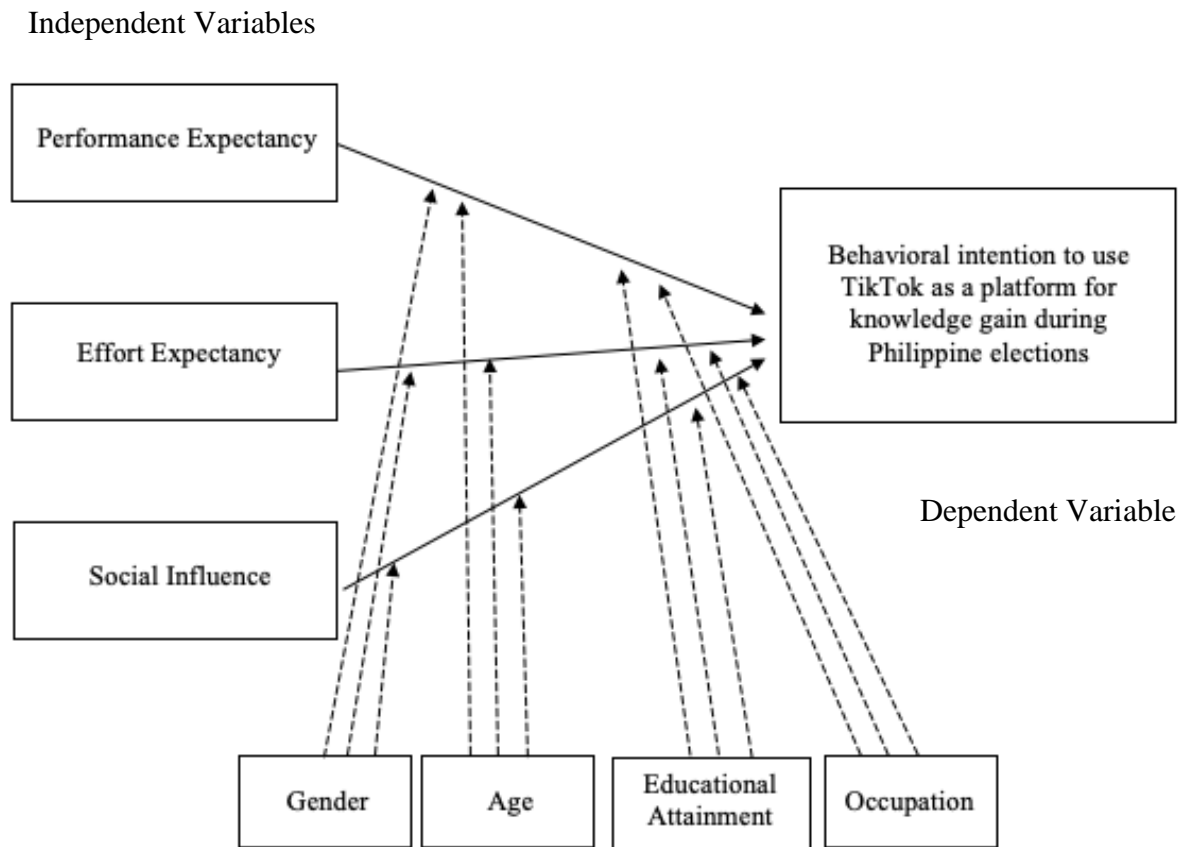 Independent Variables
Performance Expectancy
Behavioral intention to use
TikTok as a platform for
knowledge gain during
Philippine elections
Effort Expectancy
Dependent Variable
Social Influence
Gender
Age
Educational
Attainment
Occupation